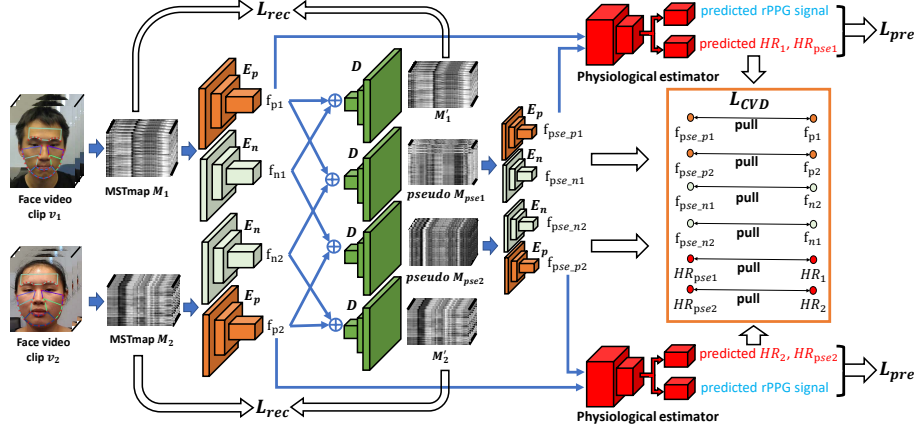 L_rec
predicted rPPG signal
predicted HR_1, HR_pse1
L_pre
Physiological estimator
E_p
D
f_p1
M'_1
E_n
f_n1
MSTmap M_1
Face video
clip v_1
E_p
f_pse_p1
E_n
f_pse_n1
pseudo M_pse1
D
L_CVD
f_pse_p1 pull f_p1
f_pse_p2 pull f_p2
f_pse_n1 pull f_n2
f_pse_n2 pull f_n1
HR_pse1 pull HR_1
HR_pse2 pull HR_2
E_n
f_n2
D
pseudo M_pse2
E_n
f_pse_n2
E_p
f_pse_p2
E_p
f_p2
D
M'_2
MSTmap M_2
Face video
clip v_2
L_rec
predicted HR_2, HR_pse2
predicted rPPG signal
L_pre
Physiological estimator